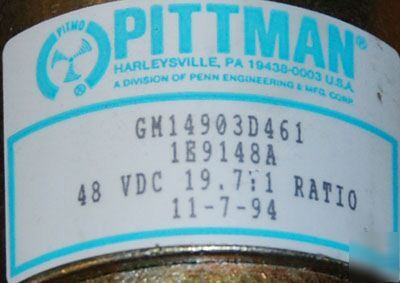 PITMO
®
PITTMAN®
HARLEYSVILLE, PA 19438-0003 U.S.A.
A DIVISION OF PENN ENGINEERING & MFG. CORP.
GM14903D461
1E9148A
48 VDC 19.7:1 RATIO
11-7-94